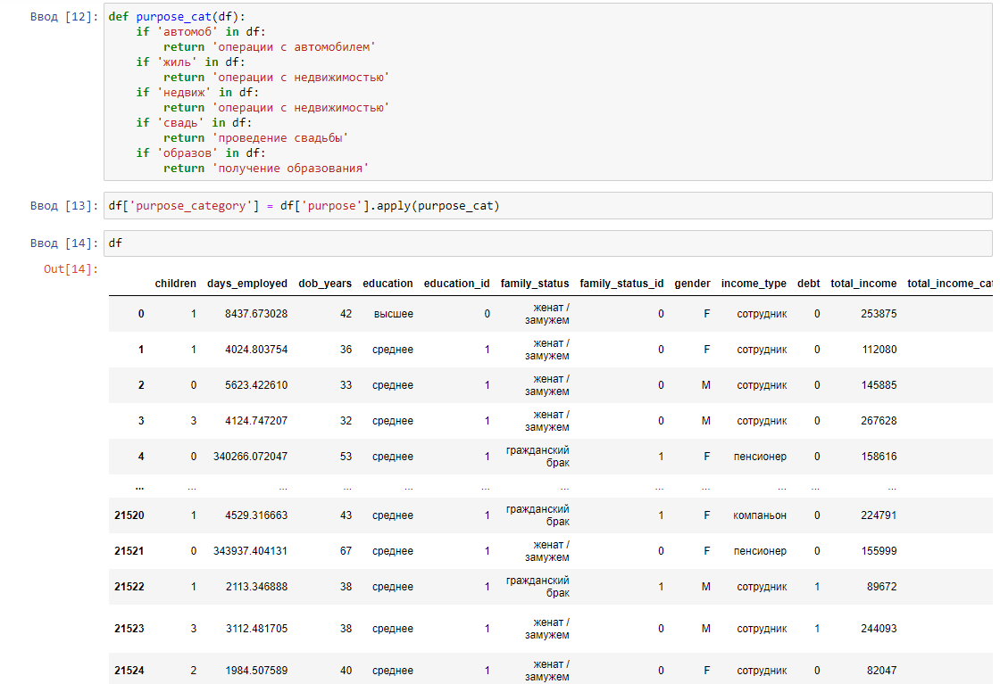 Ввод [12]: def purpose_cat(df):
    if 'автомоб' in df:
        return 'операции с автомобилем'
    if 'жиль' in df:
        return 'операции с недвижимостью'
    if 'недвиж' in df:
        return 'операции с недвижимостью'
    if 'свадь' in df:
        return 'проведение свадьбы'
    if 'образов' in df:
        return 'получение образования'
Ввод [13]: df['purpose_category'] = df['purpose'].apply(purpose_cat)
Ввод [14]: df
Out[14]:
children days_employed dob_years education education_id family_status family_status_id gender income_type debt total_income total_income_cat
0 1 8437.673028 42 высшее 0 женат / замужем 0 F сотрудник 0 253875
1 1 4024.803754 36 среднее 1 женат / замужем 0 F сотрудник 0 112080
2 0 5623.422610 33 среднее 1 женат / замужем 0 M сотрудник 0 145885
3 3 4124.747207 32 среднее 1 женат / замужем 0 M сотрудник 0 267628
4 0 340266.072047 53 среднее 1 гражданский брак 1 F пенсионер 0 158616
... ... ... ... ... ... ... ... ... ... ... ...
21520 1 4529.316663 43 среднее 1 гражданский брак 1 F компаньон 0 224791
21521 0 343937.404131 67 среднее 1 женат / замужем 0 F пенсионер 0 155999
21522 1 2113.346888 38 среднее 1 гражданский брак 1 M сотрудник 1 89672
21523 3 3112.481705 38 среднее 1 женат / замужем 0 M сотрудник 1 244093
21524 2 1984.507589 40 среднее 1 женат / замужем 0 F сотрудник 0 82047